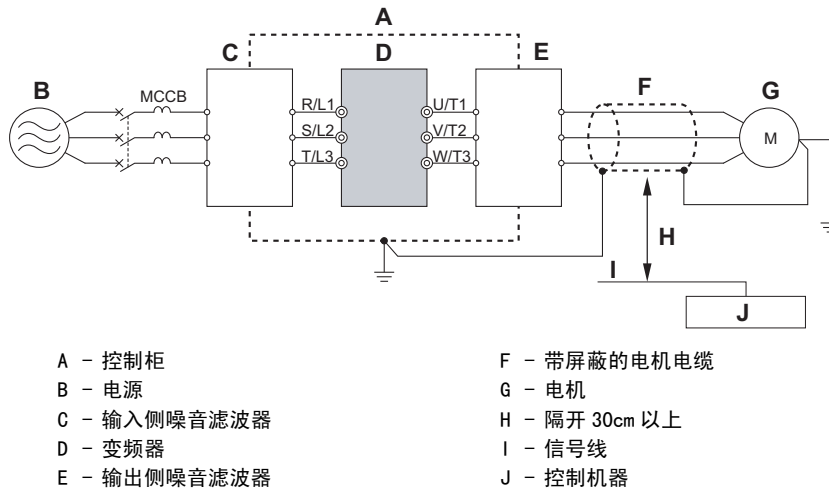 A
B
C
D
E
F
G
MCCB
R/L1
S/L2
T/L3
U/T1
V/T2
W/T3
M
H
I
J
A － 控制柜
B － 电源
C － 输入侧噪音滤波器
D － 变频器
E － 输出侧噪音滤波器
F － 带屏蔽的电机电缆
G － 电机
H － 隔开 30cm 以上
I － 信号线
J － 控制机器